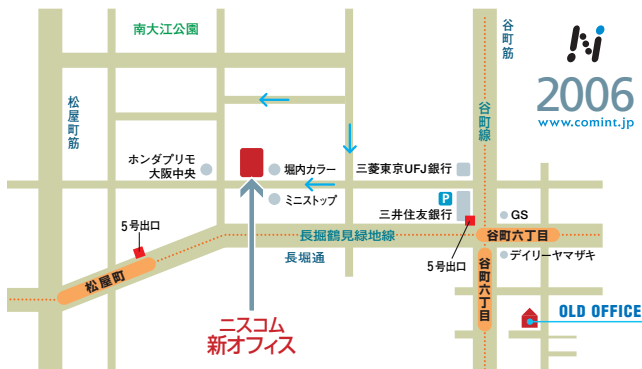 南大江公園
谷町筋
2006
www.comint.jp
松屋町筋
谷町線
ホンダプリモ
大阪中央
堀内カラー
三菱東京UFJ銀行
ミニストップ
P
三井住友銀行
GS
5号出口
長堀鶴見緑地線
谷町六丁目
長堀通
5号出口
デイリーヤマザキ
松屋町
谷町六丁目
OLD OFFICE
ニスコム
新オフィス